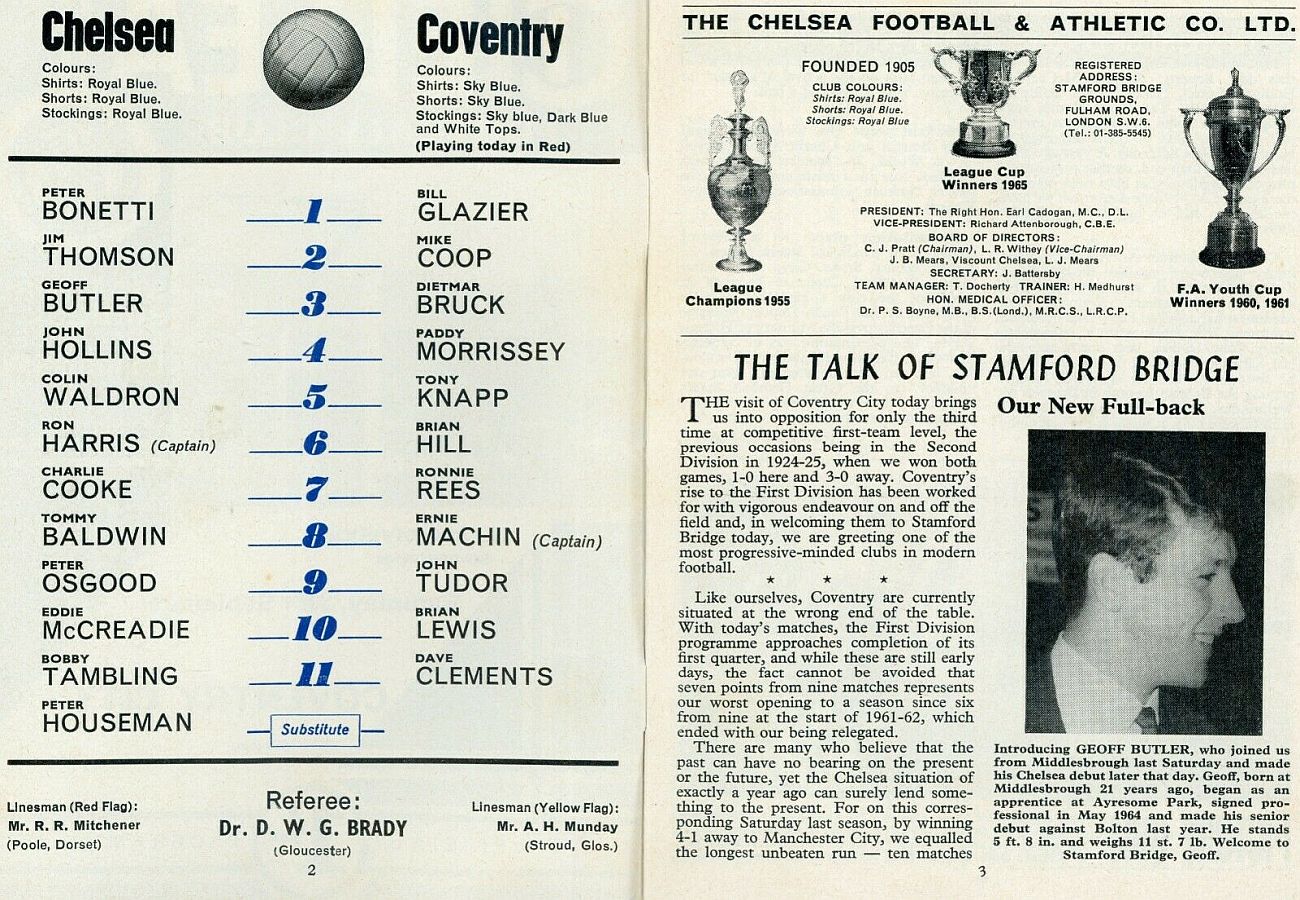 Chelsea
Colours:
Shirts: Royal Blue.
Shorts: Royal Blue.
Stockings: Royal Blue.
Coventry
Colours:
Shirts: Sky Blue.
Shorts: Sky Blue.
Stockings: Sky blue, Dark Blue
and White Tops.
(Playing today in Red)
PETER
BONETTI
1
BILL
GLAZIER
JIM
THOMSON
2
MIKE
COOP
GEOFF
BUTLER
3
DIETMAR
BRUCK
JOHN
HOLLINS
4
PADDY
MORRISSEY
COLIN
WALDRON
5
TONY
KNAPP
RON
HARRIS (Captain)
6
BRIAN
HILL
CHARLIE
COOKE
7
RONNIE
REES
TOMMY
BALDWIN
8
ERNIE
MACHIN (Captain)
PETER
OSGOOD
9
JOHN
TUDOR
EDDIE
McCREADIE
10
BRIAN
LEWIS
BOBBY
TAMBLING
11
DAVE
CLEMENTS
PETER
HOUSEMAN
Substitute
Linesman (Red Flag):
Mr. R. R. Mitchener
(Poole, Dorset)
Referee:
Dr. D. W. G. BRADY
(Gloucester)
Linesman (Yellow Flag):
Mr. A. H. Munday
(Stroud, Glos.)
2
THE CHELSEA FOOTBALL & ATHLETIC CO. LTD.
FOUNDED 1905
CLUB COLOURS:
Shirts: Royal Blue.
Shorts: Royal Blue.
Stockings: Royal Blue
REGISTERED
ADDRESS:
STAMFORD BRIDGE
GROUNDS,
FULHAM ROAD,
LONDON S.W.6.
(Tel.: 01-385-5545)
League Cup
Winners 1965
League
Champions 1955
F.A. Youth Cup
Winners 1960, 1961
PRESIDENT: The Right Hon. Earl Cadogan, M.C., D.L.
VICE-PRESIDENT: Richard Attenborough, C.B.E.
BOARD OF DIRECTORS:
C. J. Pratt (Chairman), L. R. Withey (Vice-Chairman)
J. B. Mears, Viscount Chelsea, L. J. Mears
SECRETARY: J. Battersby
TEAM MANAGER: T. Docherty TRAINER: H. Medhurst
HON. MEDICAL OFFICER:
Dr. P. S. Boyne, M.B., B.S.(Lond.), M.R.C.S., L.R.C.P.
THE TALK OF STAMFORD BRIDGE
THE visit of Coventry City today brings
us into opposition for only the third
time at competitive first-team level, the
previous occasions being in the Second
Division in 1924-25, when we won both
games, 1-0 here and 3-0 away. Coventry's
rise to the First Division has been worked
for with vigorous endeavour on and off the
field and, in welcoming them to Stamford
Bridge today, we are greeting one of the
most progressive-minded clubs in modern
football.
★ ★ ★
Like ourselves, Coventry are currently
situated at the wrong end of the table.
With today's matches, the First Division
programme approaches completion of its
first quarter, and while these are still early
days, the fact cannot be avoided that
seven points from nine matches represents
our worst opening to a season since six
from nine at the start of 1961-62, which
ended with our being relegated.
There are many who believe that the
past can have no bearing on the present
or the future, yet the Chelsea situation of
exactly a year ago can surely lend some-
thing to the present. For on this corres-
ponding Saturday last season, by winning
4-1 away to Manchester City, we equalled
the longest unbeaten run — ten matches
Our New Full-back
Introducing GEOFF BUTLER, who joined us
from Middlesbrough last Saturday and made
his Chelsea debut later that day. Geoff, born at
Middlesbrough 21 years ago, began as an
apprentice at Ayresome Park, signed pro-
fessional in May 1964 and made his senior
debut against Bolton last year. He stands
5 ft. 8 in. and weighs 11 st. 7 lb. Welcome to
Stamford Bridge, Geoff.
3